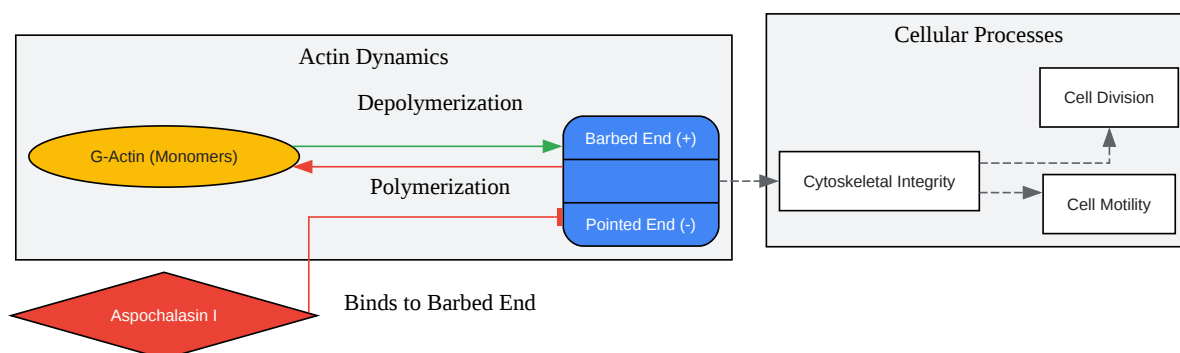 Actin Dynamics
Depolymerization
G-Actin (Monomers)
Barbed End (+)
Polymerization
Pointed End (-)
Aspochalasin I
Binds to Barbed End
Cellular Processes
Cell Division
Cytoskeletal Integrity
Cell Motility